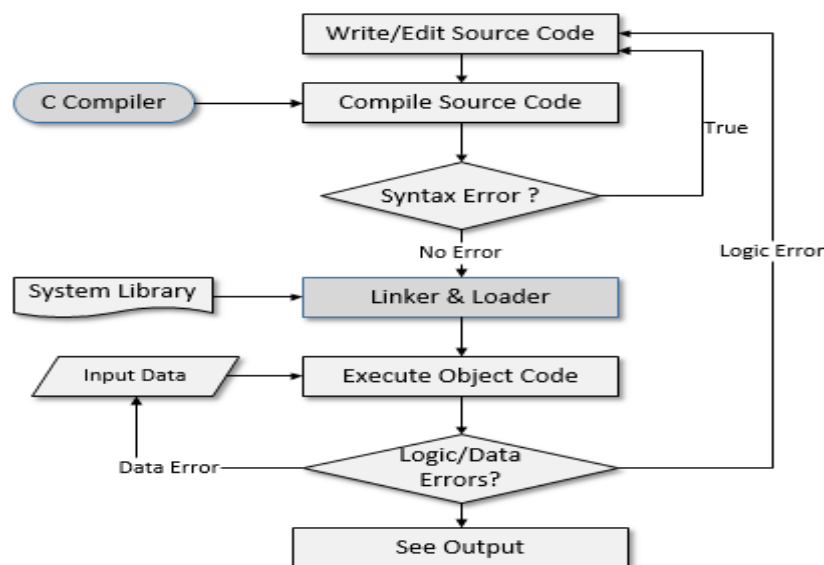 Write/Edit Source Code
C Compiler
Compile Source Code
True
Syntax Error ?
No Error
Logic Error
System Library
Linker & Loader
Input Data
Execute Object Code
Data Error
Logic/Data
Errors?
See Output